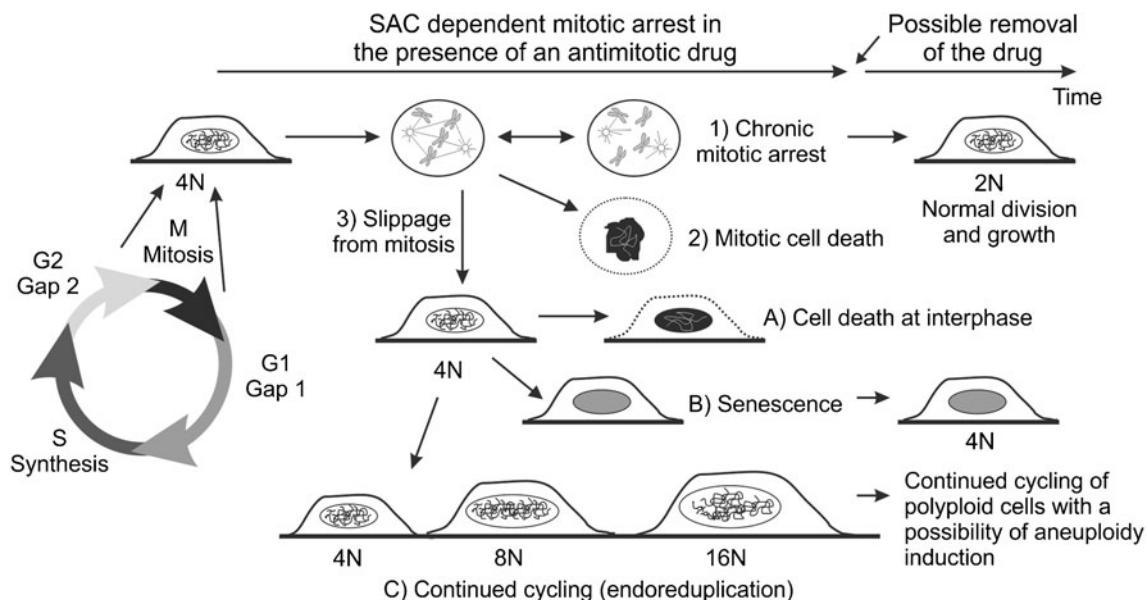 SAC dependent mitotic arrest in
the presence of an antimitotic drug
Possible removal
of the drug
Time
4N
1) Chronic
mitotic arrest
2N
Normal division
and growth
3) Slippage
from mitosis
2) Mitotic cell death
M
Mitosis
G2
Gap 2
G1
Gap 1
S
Synthesis
4N
A) Cell death at interphase
B) Senescence
4N
4N
8N
16N
Continued cycling of
polyploid cells with a
possibility of aneuploidy
induction
C) Continued cycling (endoreduplication)